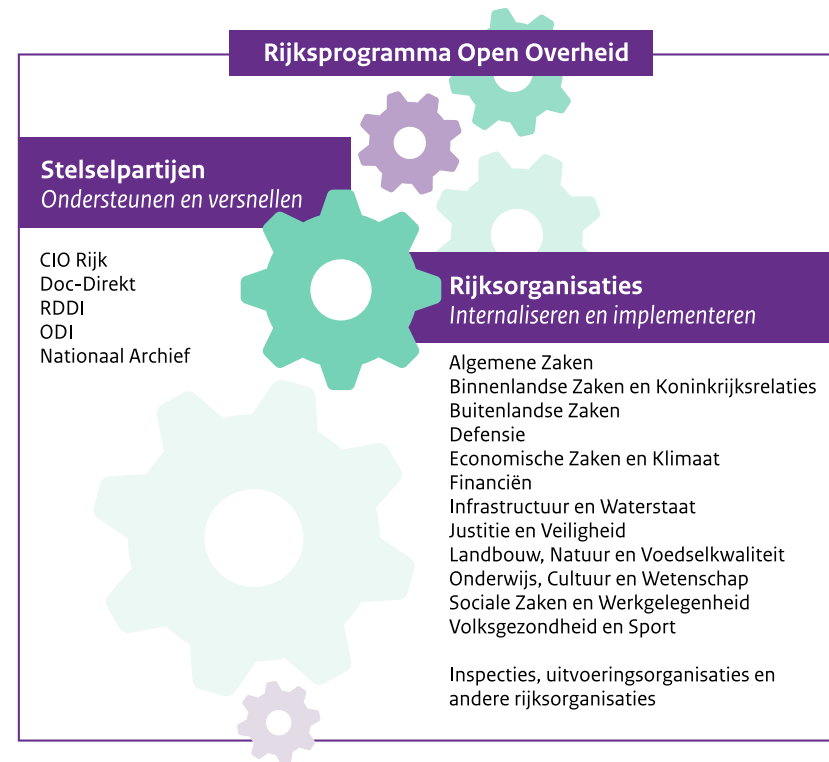 Rijksprogramma Open Overheid
Stelselpartijen
Ondersteunen en versnellen
CIO Rijk
Doc-Direkt
RDDI
ODI
Nationaal Archief
Rijksorganisaties
Internaliseren en implementeren
Algemene Zaken
Binnenlandse Zaken en Koninkrijksrelaties
Buitenlandse Zaken
Defensie
Economische Zaken en Klimaat
Financiën
Infrastructuur en Waterstaat
Justitie en Veiligheid
Landbouw, Natuur en Voedselkwaliteit
Onderwijs, Cultuur en Wetenschap
Sociale Zaken en Werkgelegenheid
Volksgezondheid en Sport
Inspecties, uitvoeringsorganisaties en
andere rijksorganisaties